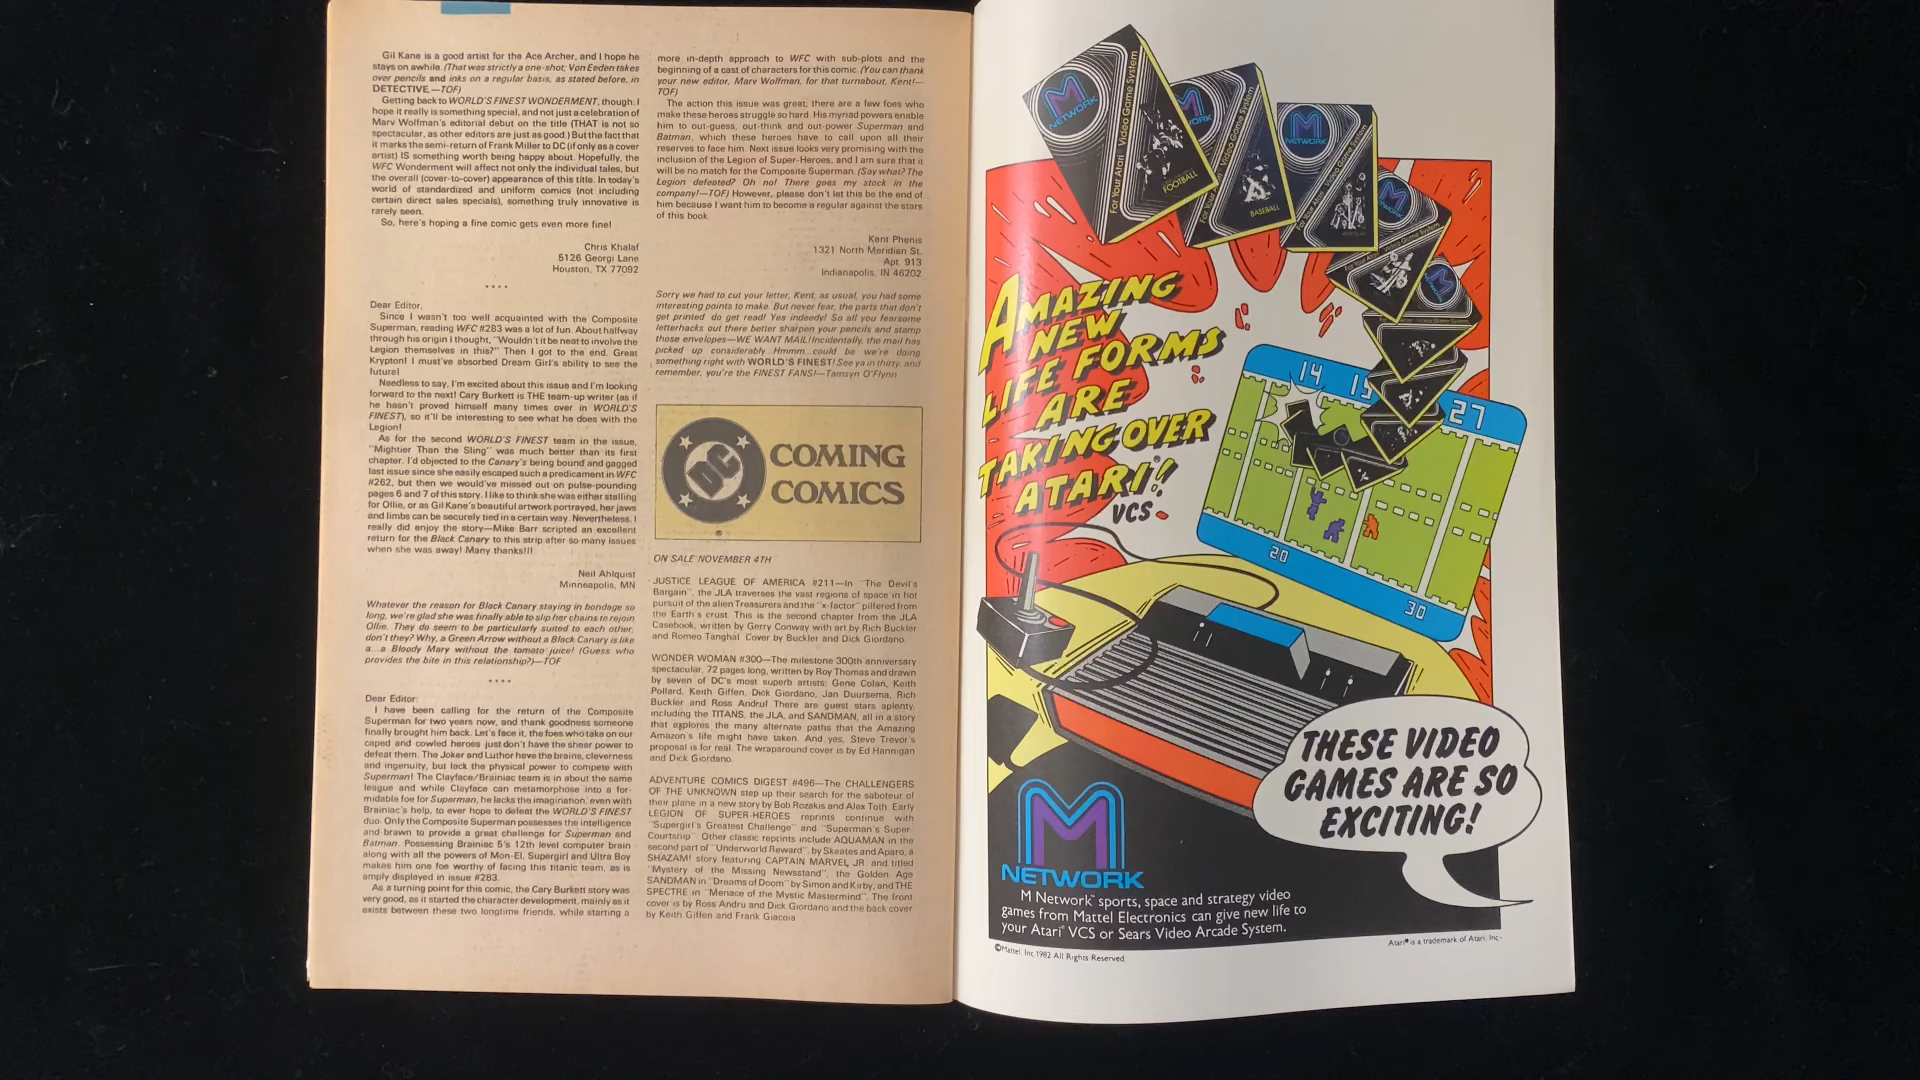 Gil Kane is a good artist for the Ace Archer, and I hope he
stays on awhile. (That was strictly a one-shot; Von Eeden takes
over pencils and inks on a regular basis, as stated before, in
DETECTIVE.—TOF)
Getting back to WORLD'S FINEST WONDERMENT, though, I
hope it really is something special, and not just a celebration of
Marv Wolfman's editorial debut on the title (THAT is not so
spectacular, as other editors are just as good.) But the fact that
it marks the semi-return of Frank Miller to DC (if only as a cover
artist) IS something worth being happy about. Hopefully, the
WFC Wonderment will affect not only the individual tales, but
the overall (cover-to-cover) appearance of this title. In today's
world of standardized and uniform comics (not including
certain direct sales specials), something truly innovative is
rarely seen.
So, here's hoping a fine comic gets even more fine!
Chris Khalaf
5126 Georgi Lane
Houston, TX 77092
****
Dear Editor,
Since I wasn't too well acquainted with the Composite
Superman, reading WFC #283 was a lot of fun. About halfway
through his origin I thought, "Wouldn't it be neat to involve the
Legion themselves in this?" Then I got to the end. Great
Krypton! I must've absorbed Dream Girl's ability to see the
future!
Needless to say, I'm excited about this issue and I'm looking
forward to the next! Cary Burkett is THE team-up writer (as if
he hasn't proved himself many times over in WORLD'S
FINEST), so it'll be interesting to see what he does with the
Legion!
As for the second WORLD'S FINEST team in the issue,
"Mightier Than the Sling" was much better than its first
chapter. I'd objected to the Canary's being bound and gagged
last issue since she easily escaped such a predicament in WFC
#262, but then we would've missed out on pulse-pounding
pages 6 and 7 of this story. I like to think she was either stalling
for Ollie, or as Gil Kane's beautiful artwork portrayed, her jaws
and limbs can be securely tied in a certain way. Nevertheless, I
really did enjoy the story—Mike Barr scripted an excellent
return for the Black Canary to this strip after so many issues
when she was away! Many thanks!!!
Neil Ahlquist
Minneapolis, MN
Whatever the reason for Black Canary staying in bondage so
long, we're glad she was finally able to slip her chains to rejoin
Ollie. They do seem to be particularly suited to each other,
don't they? Why, a Green Arrow without a Black Canary is like
a...a Bloody Mary without the tomato juice! (Guess who
provides the bite in this relationship?)—TOF
****
Dear Editor:
I have been calling for the return of the Composite
Superman for two years now, and thank goodness someone
finally brought him back. Let's face it, the foes who take on our
caped and cowled heroes just don't have the sheer power to
defeat them. The Joker and Luthor have the brains, cleverness
and ingenuity, but lack the physical power to compete with
Superman! The Clayface/Brainiac team is in about the same
league and while Clayface can metamorphose into a for-
midable foe for Superman, he lacks the imagination, even with
Brainiac's help, to ever hope to defeat the WORLD'S FINEST
duo. Only the Composite Superman possesses the intelligence
and brawn to provide a great challenge for Superman and
Batman. Possessing Brainiac 5's 12th level computer brain
along with all the powers of Mon-El, Supergirl and Ultra Boy
makes him one foe worthy of facing this titanic team, as is
amply displayed in issue #283.
As a turning point for this comic, the Cary Burkett story was
very good, as it started the character development, mainly as it
exists between these two longtime friends, while starting a
more in-depth approach to WFC with sub-plots and the
beginning of a cast of characters for this comic. (You can thank
your new editor, Marv Wolfman, for that turnabout, Kent!—
TOF)
The action this issue was great; there are a few foes who
make these heroes struggle so hard. His myriad powers enable
him to out-guess, out-think and out-power Superman and
Batman, which these heroes have to call upon all their
reserves to face him. Next issue looks very promising with the
inclusion of the Legion of Super-Heroes, and I am sure that it
will be no match for the Composite Superman. (Say what? The
Legion defeated? Oh no! There goes my stock in the
company!—TOF) However, please don't let this be the end of
him because I want him to become a regular against the stars
of this book.
Kent Phenis
1321 North Meridian St.
Apt. 913
Indianapolis, IN 46202
Sorry we had to cut your letter, Kent, as usual, you had some
interesting points to make. But never fear, the parts that don't
get printed do get read! Yes indeedy! So all you fearsome
letterhacks out there better sharpen your pencils and stamp
those envelopes—WE WANT MAIL! Incidentally, the mail has
picked up considerably...Hmmm...could be we're doing
something right with WORLD'S FINEST! See ya in thirty, and
remember, you're the FINEST FANS!—Tamsyn O'Flynn
DC
COMING
COMICS
ON SALE NOVEMBER 4TH
JUSTICE LEAGUE OF AMERICA #211—In "The Devil's
Bargain", the JLA traverses the vast regions of space in hot
pursuit of the alien Treasurers and the "x-factor" pilfered from
the Earth's crust. This is the second chapter from the JLA
Casebook, written by Gerry Conway with art by Rich Buckler
and Romeo Tanghal. Cover by Buckler and Dick Giordano.
WONDER WOMAN #300—The milestone 300th anniversary
spectacular, 72 pages long, written by Roy Thomas and drawn
by seven of DC's most superb artists: Gene Colan, Keith
Pollard, Keith Giffen, Dick Giordano, Jan Duursema, Rich
Buckler and Ross Andru! There are guest stars aplenty,
including the TITANS, the JLA, and SANDMAN, all in a story
that explores the many alternate paths that the Amazing
Amazon's life might have taken. And yes, Steve Trevor's
proposal is for real. The wraparound cover is by Ed Hannigan
and Dick Giordano.
ADVENTURE COMICS DIGEST #496—The CHALLENGERS
OF THE UNKNOWN step up their search for the saboteur of
their plane in a new story by Bob Rozakis and Alex Toth. Early
LEGION OF SUPER-HEROES reprints continue with
"Supergirl's Greatest Challenge" and "Superman's Super
Courtship". Other classic reprints include AQUAMAN in the
second part of "Underworld Reward", by Skeates and Aparo, a
SHAZAM! story featuring CAPTAIN MARVEL, JR. and titled
"Mystery of the Missing Newsstand", the Golden Age
SANDMAN in "Dreams of Doom" by Simon and Kirby, and THE
SPECTRE in "Menace of the Mystic Mastermind". The front
cover is by Ross Andru and Dick Giordano and the back cover
by Keith Giffen and Frank Giacoia
M
NETWORK
For Your Atari Video Game System
FOOTBALL
M
NETWORK
For Your Atari Video Game System
BASEBALL
M
NETWORK
For Your Atari Video Game System
M
NETWORK
For Your Atari Video Game System
M
AMAZING
NEW
LIFE FORMS
ARE
TAKING OVER
ATARI®!!
VCS
14 15 27
20 30
THESE VIDEO
GAMES ARE SO
EXCITING!
M
NETWORK
M Network™ sports, space and strategy video
games from Mattel Electronics can give new life to
your Atari® VCS or Sears Video Arcade System.
©Mattel, Inc 1982 All Rights Reserved
Atari® is a trademark of Atari, Inc.